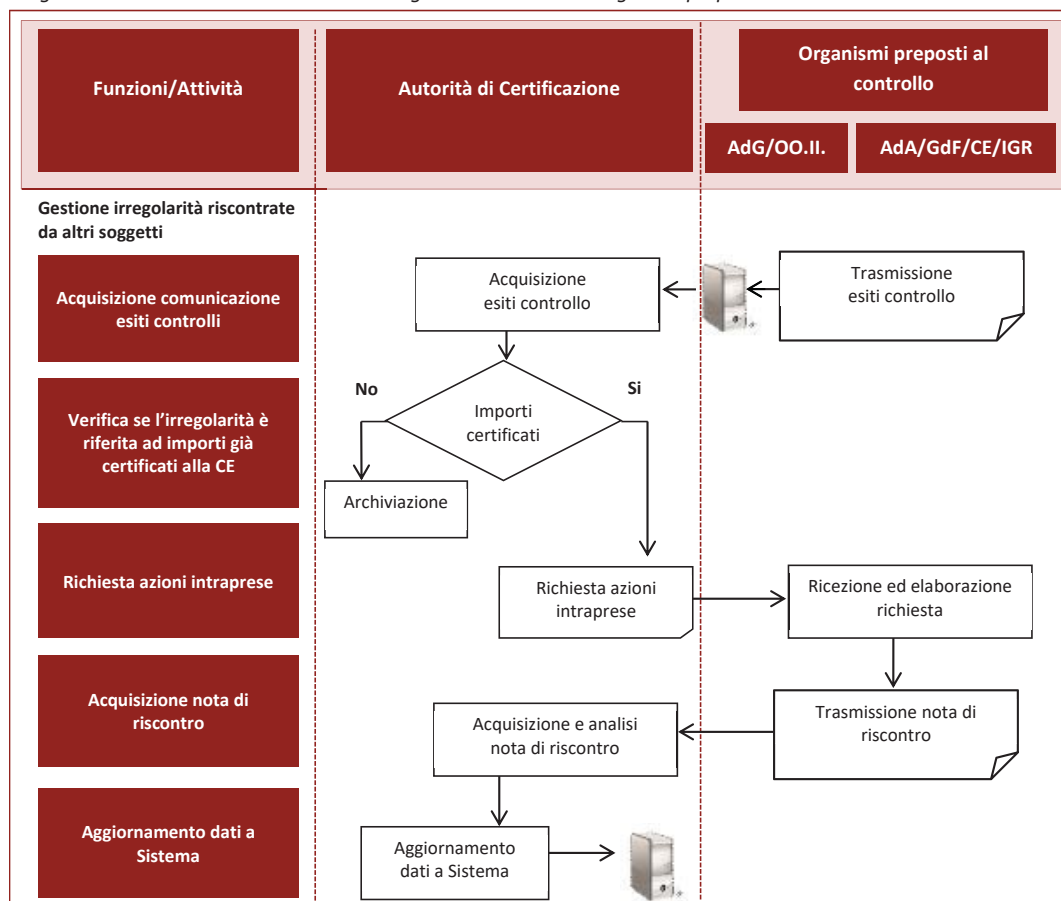 Organismi preposti al
controllo
Funzioni/Attività
Autorità di Certificazione
AdG/OO.II.
AdA/GdF/CE/IGR
Gestione irregolarità riscontrate
da altri soggetti
Acquisizione comunicazione
esiti controlli
Acquisizione
esiti controllo
Trasmissione
esiti controllo
Verifica se l'irregolarità è
riferita ad importi già
certificati alla CE
No
Si
Importi
certificati
Archiviazione
Richiesta azioni intraprese
Richiesta azioni
intraprese
Ricezione ed elaborazione
richiesta
Acquisizione nota di
riscontro
Acquisizione e analisi
nota di riscontro
Trasmissione nota di
riscontro
Aggiornamento dati a
Sistema
Aggiornamento
dati a Sistema